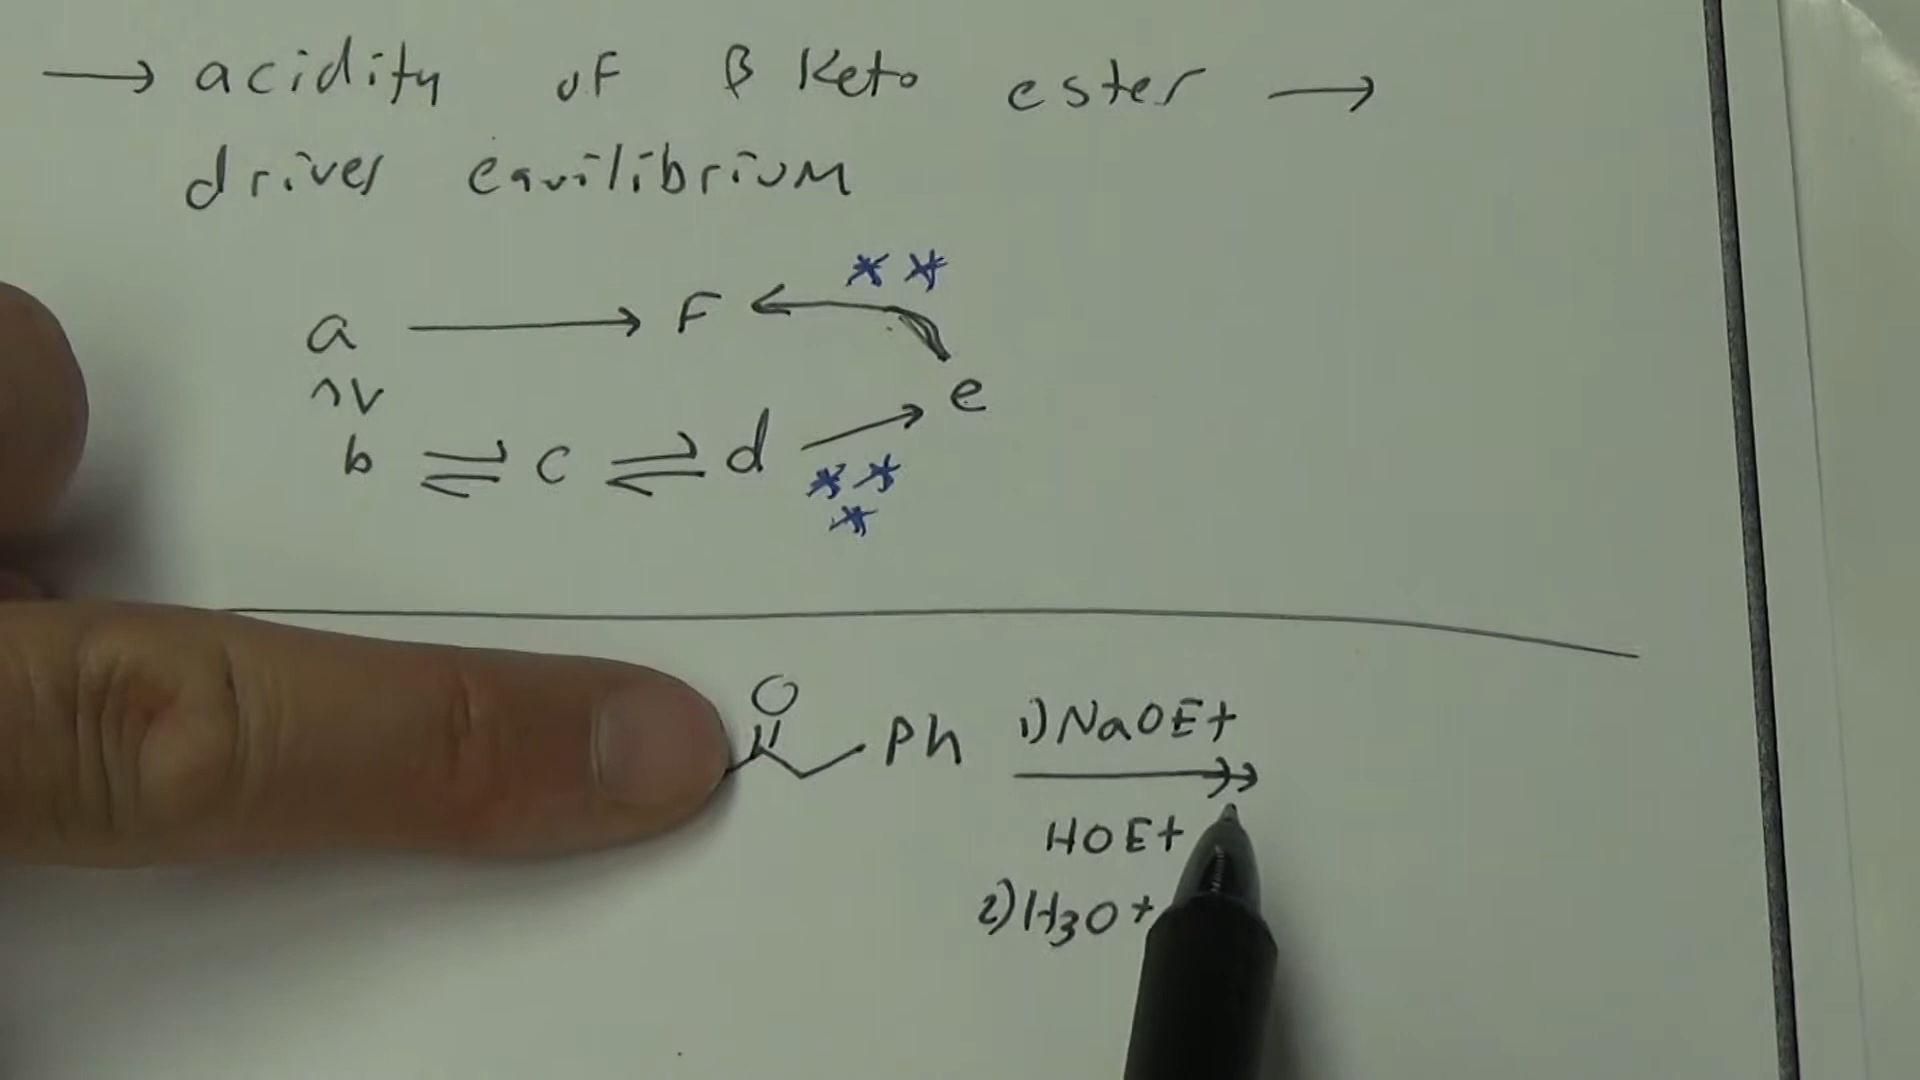 → acidity of β Keto ester →
drives equilibrium
**
a → F ←
∧∨ e
b ⇌ C ⇌ d →
**
*
O
Ph 1) NaOEt
HOEt
2) H3O+